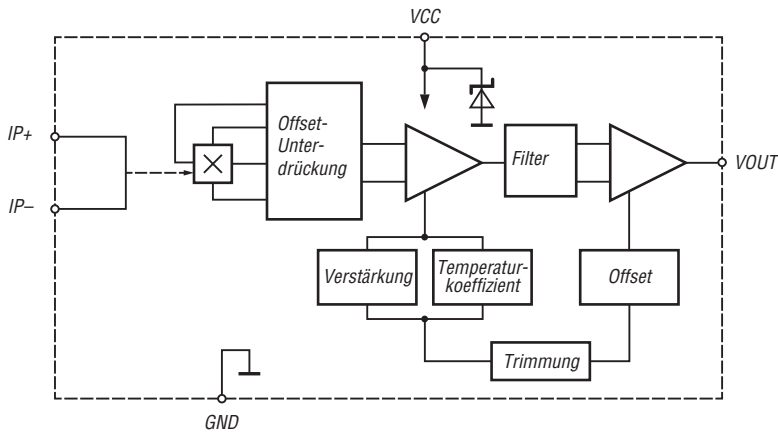 VCC
IP+
IP–
Offset-
Unter-
drückung
Filter
VOUT
Verstärkung
Temperatur-
koeffizient
Offset
Trimmung
GND